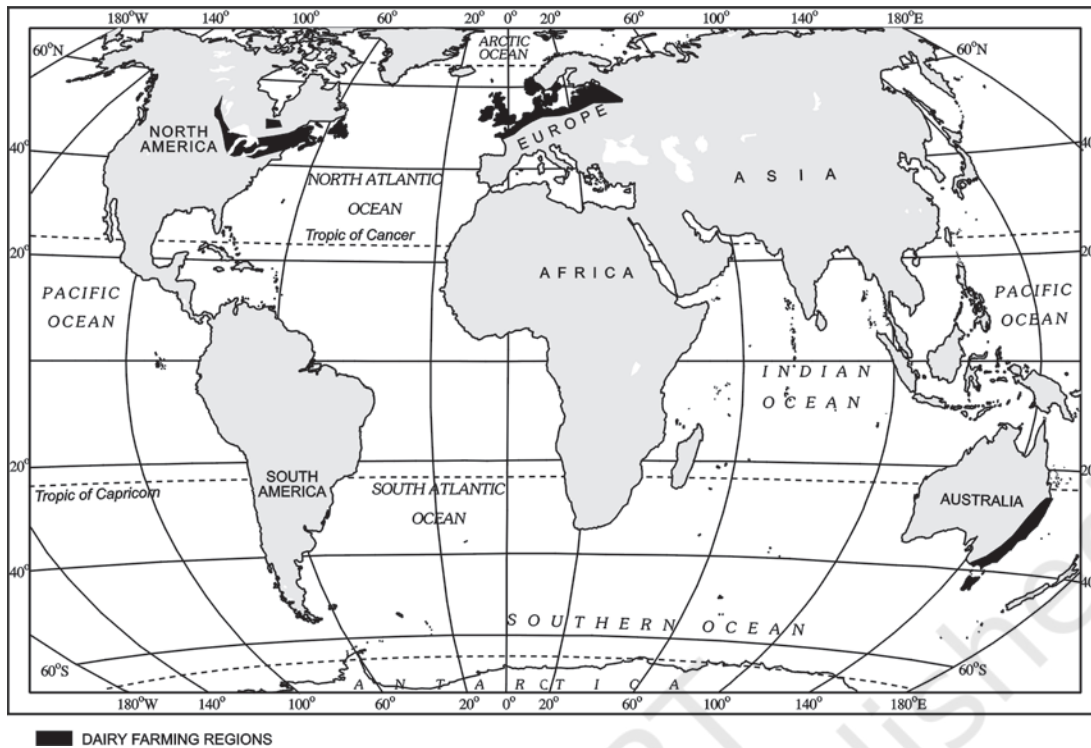 180°W 140° 100° 60° 20° 0° 20° 60° 100° 140° 180°E
ARCTIC
OCEAN
60°N
60°N
NORTH
AMERICA
EUROPE
ASIA
40°
40
NORTH ATLANTIC
OCEAN
Tropic of Cancer
20°
20
AFRICA
PACIFIC
OCEAN
PACIFIC
OCEAN
INDIAN
OCEAN
20°
20
Tropic of Capricorn
SOUTH
AMERICA
SOUTH ATLANTIC
OCEAN
AUSTRALIA
40°
40
SOUTHERN OCEAN
60°S
60°S
ANTARCTICA
180°W 140° 100° 60° 20° 0° 20° 60° 100° 140° 180°E
DAIRY FARMING REGIONS